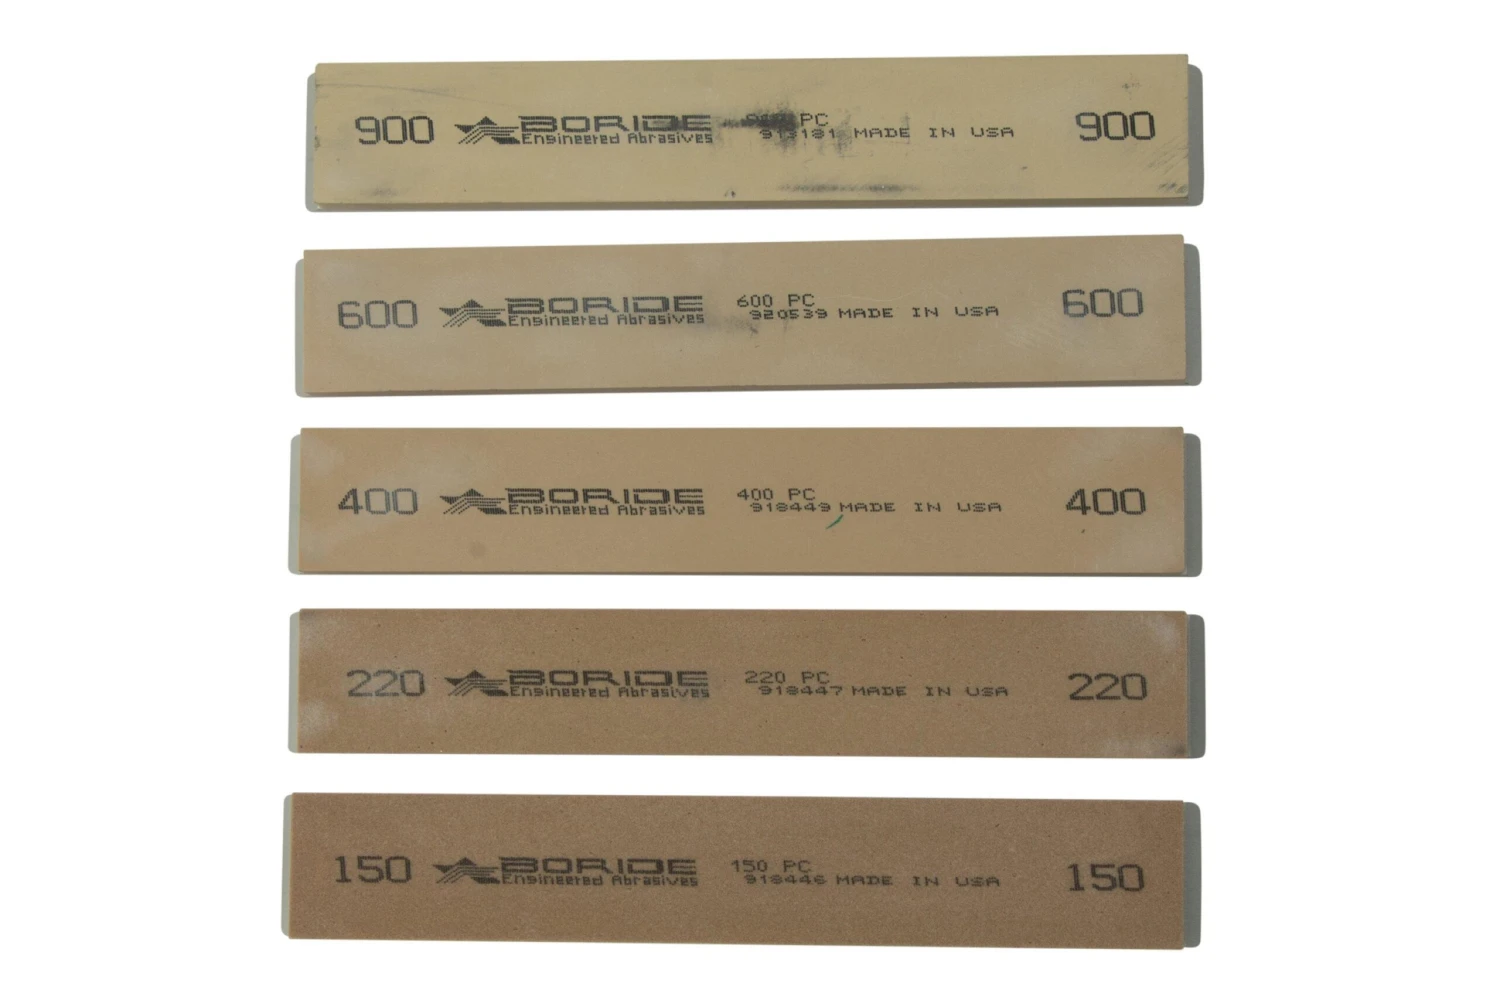 900 BORIDE 900 PC 900
Engineered Abrasives 913181 MADE IN USA
600 BORIDE 600 PC 600
Engineered Abrasives 920539 MADE IN USA
400 BORIDE 400 PC 400
Engineered Abrasives 918449 MADE IN USA
220 BORIDE 220 PC 220
Engineered Abrasives 918447 MADE IN USA
150 BORIDE 150 PC 150
Engineered Abrasives 918446 MADE IN USA